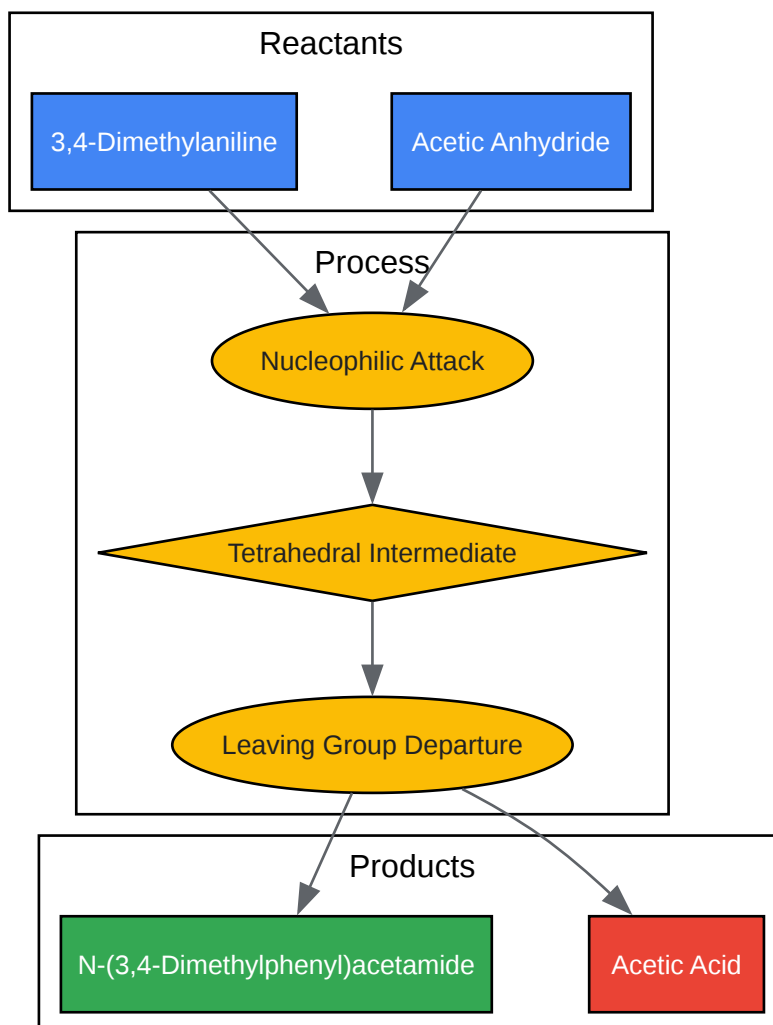 Reactants
3,4-Dimethylaniline
Acetic Anhydride
Process
Nucleophilic Attack
Tetrahedral Intermediate
Leaving Group Departure
Products
N-(3,4-Dimethylphenyl)acetamide
Acetic Acid